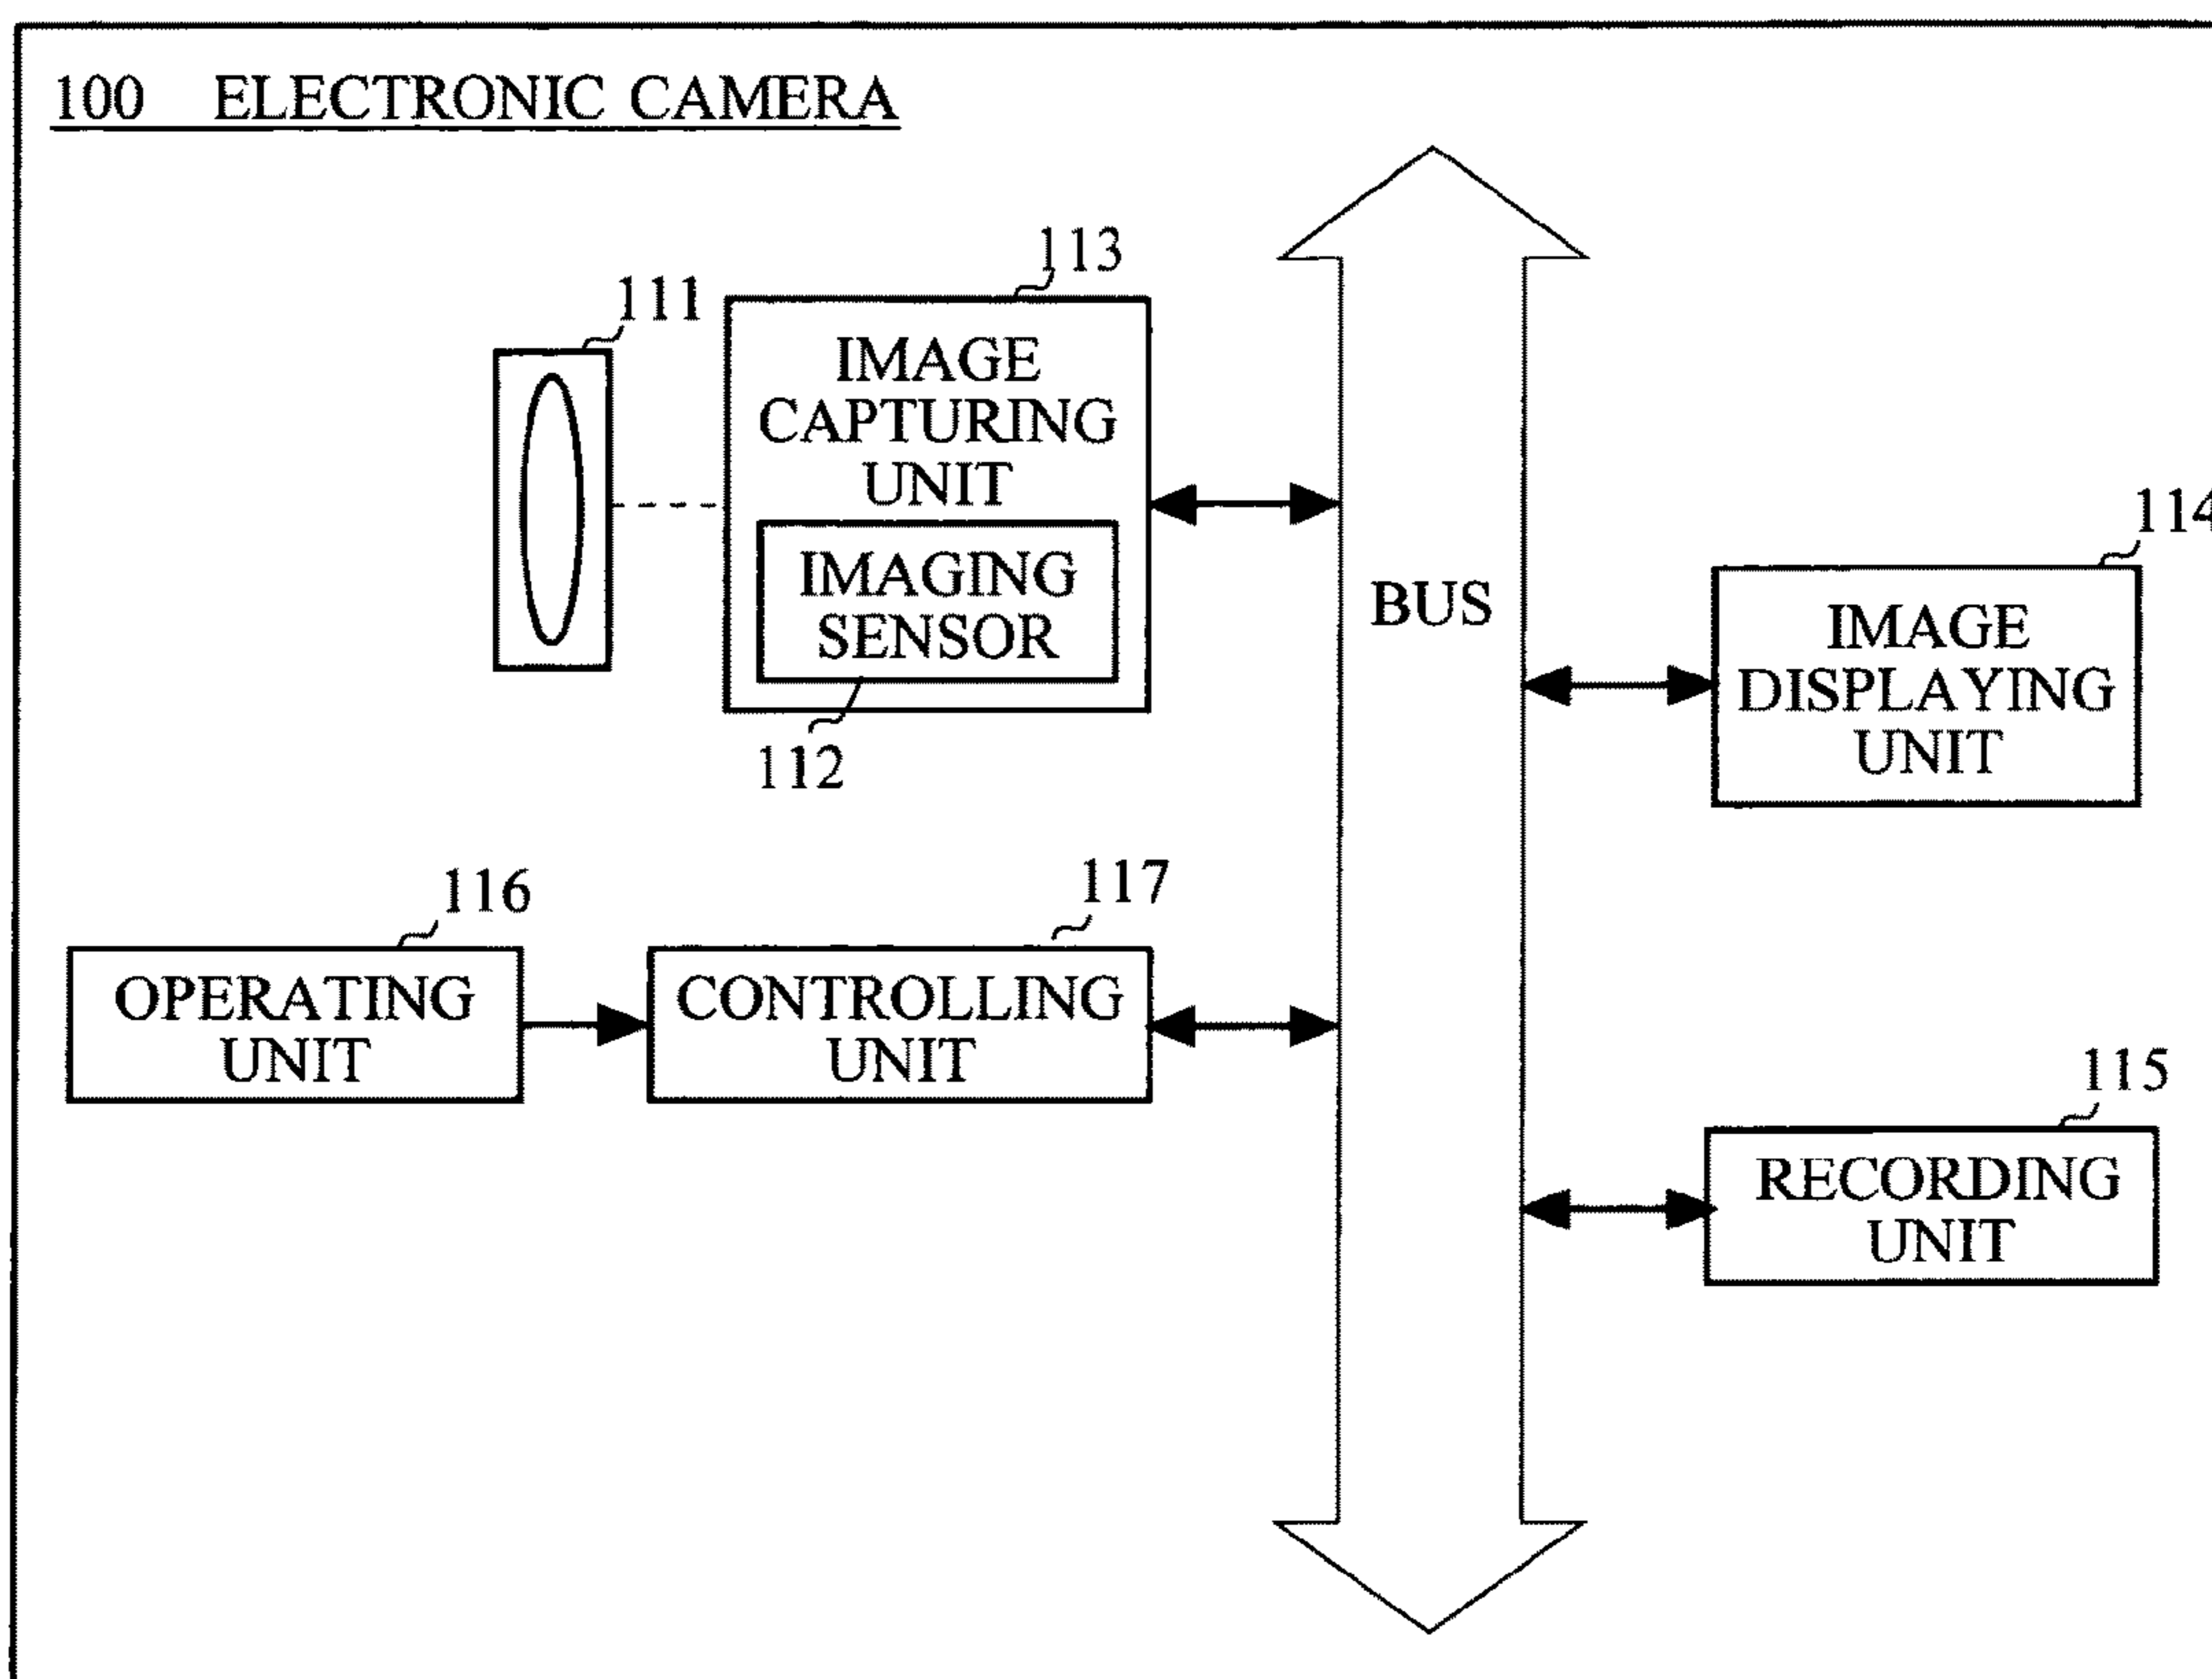 100 ELECTRONIC CAMERA
113
111
IMAGE
CAPTURING
UNIT
IMAGING
SENSOR
112
BUS
114
IMAGE
DISPLAYING
UNIT
116
OPERATING
UNIT
117
CONTROLLING
UNIT
115
RECORDING
UNIT